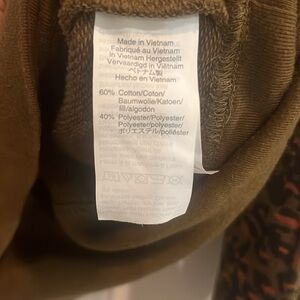 Made in Vietnam
Fabriqué au Vietnam
In Vietnam Hergestellt
Vervaardigd in Vietnam
ベトナム製
Hecho en Vietnam
60% Cotton/Coton/
Baumwolle/Katoen/
綿/algodón
40% Polyester/Polyester/
Polyester/polyester/
ポリエステル/poliéster